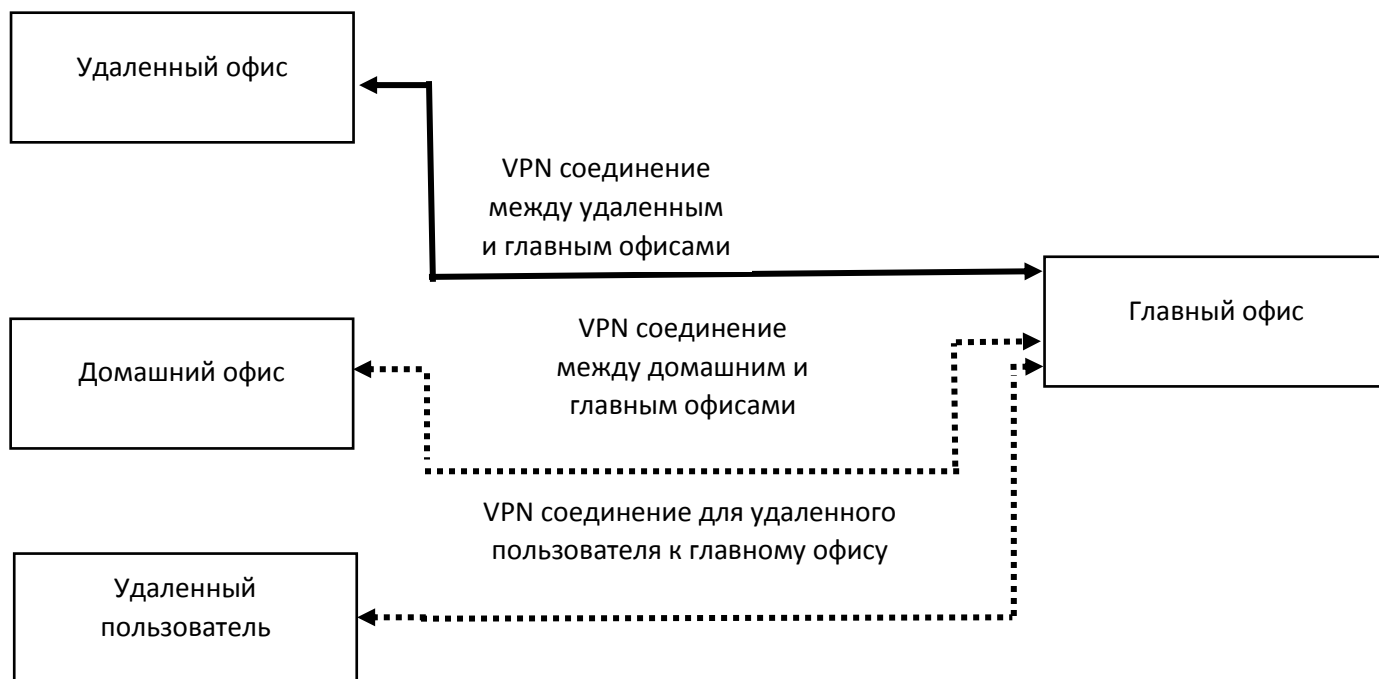 Удаленный офис
VPN соединение
между удаленным
и главным офисами
Главный офис
VPN соединение
между домашним и
главным офисами
Домашний офис
VPN соединение для удаленного
пользователя к главному офису
Удаленный
пользователь